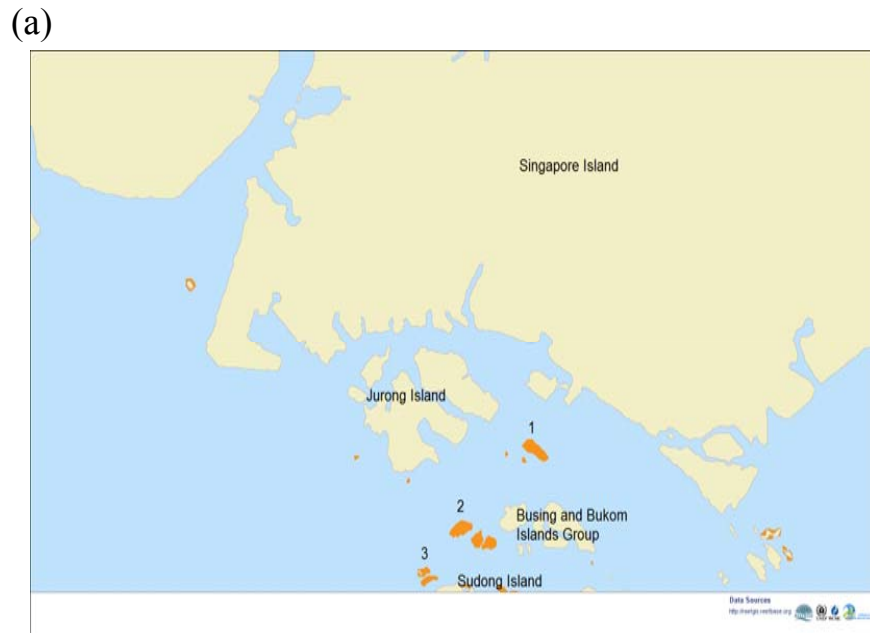 (a)
Singapore Island
Jurong Island
1
2
Busing and Bukom
Islands Group
3
Sudong Island
Data Sources